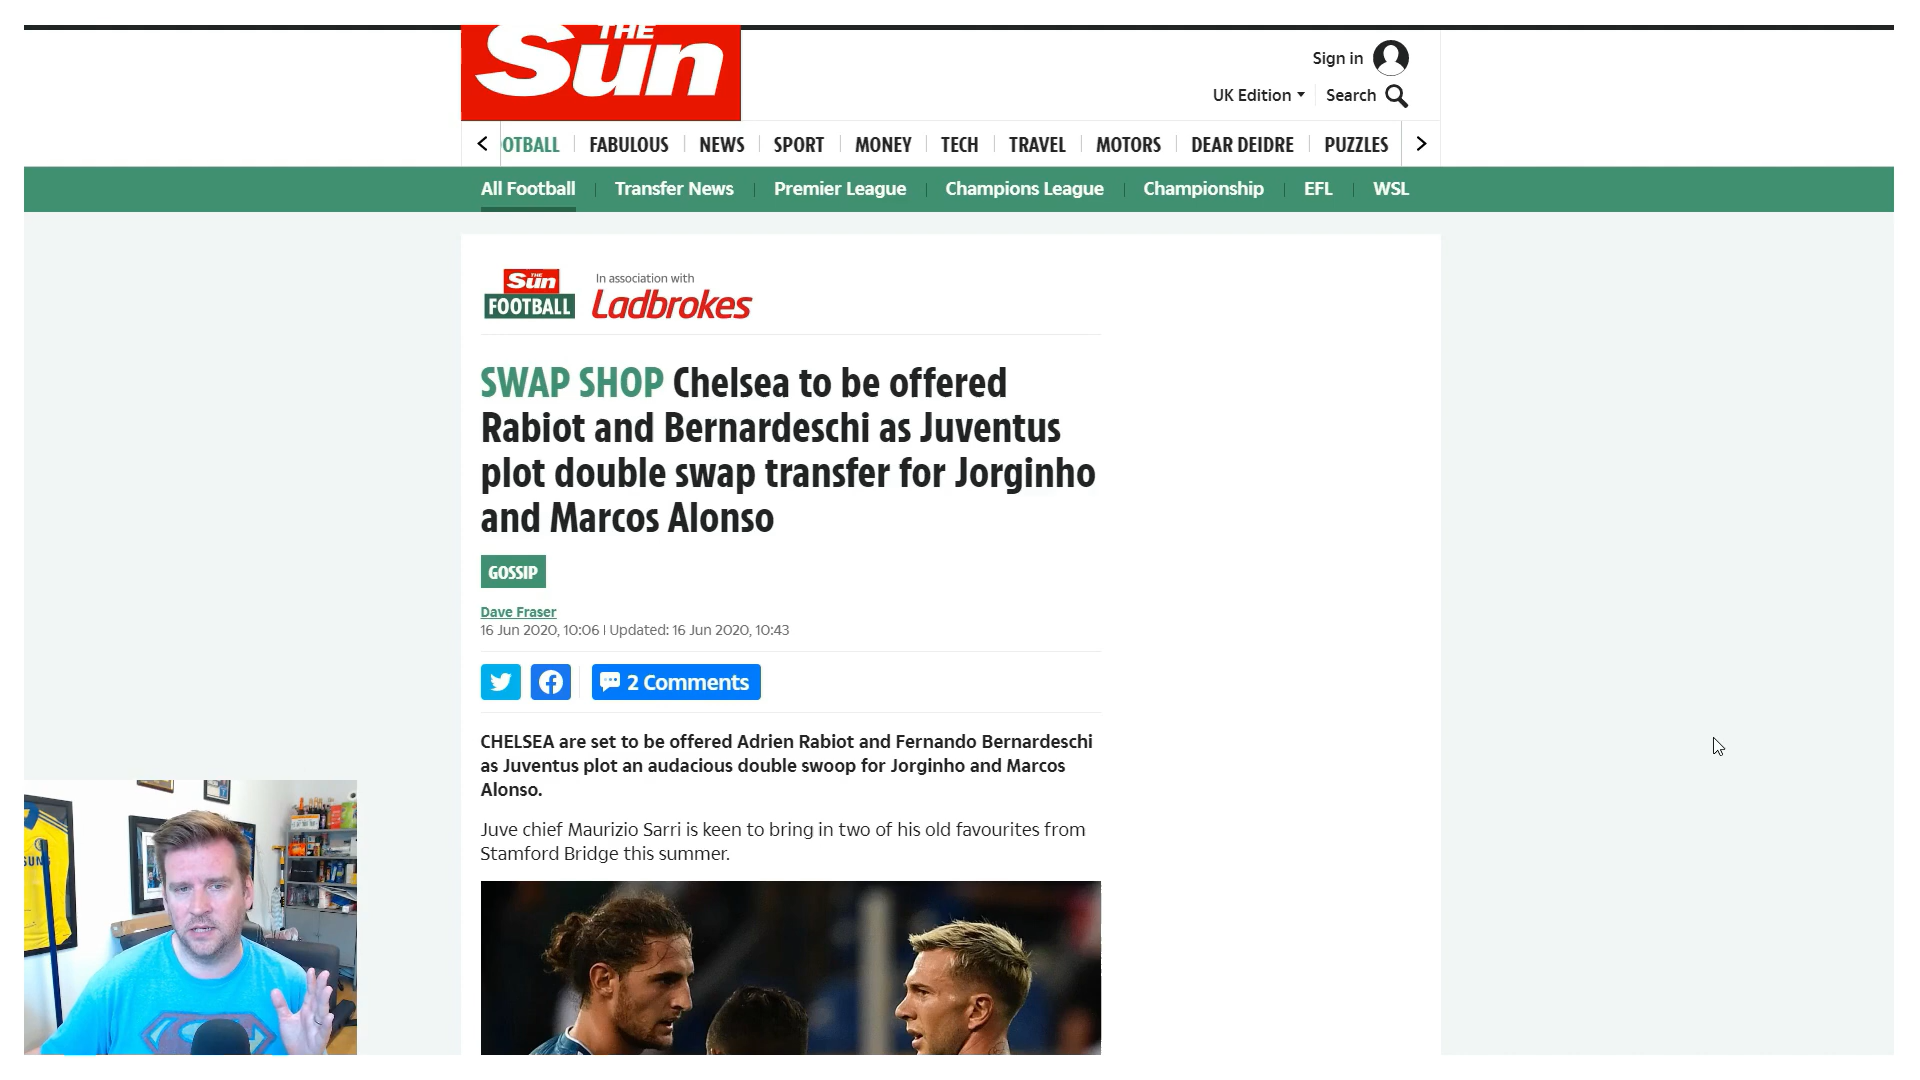 THE
Sun
Sign in
UK Edition
Search
OTBALL
FABULOUS
NEWS
SPORT
MONEY
TECH
TRAVEL
MOTORS
DEAR DEIDRE
PUZZLES
All Football
Transfer News
Premier League
Champions League
Championship
EFL
WSL
THE
Sun
FOOTBALL
In association with
Ladbrokes
SWAP SHOP Chelsea to be offered
Rabiot and Bernardeschi as Juventus
plot double swap transfer for Jorginho
and Marcos Alonso
GOSSIP
Dave Fraser
16 Jun 2020, 10:06 | Updated: 16 Jun 2020, 10:43
2 Comments
CHELSEA are set to be offered Adrien Rabiot and Fernando Bernardeschi
as Juventus plot an audacious double swoop for Jorginho and Marcos
Alonso.
Juve chief Maurizio Sarri is keen to bring in two of his old favourites from
Stamford Bridge this summer.